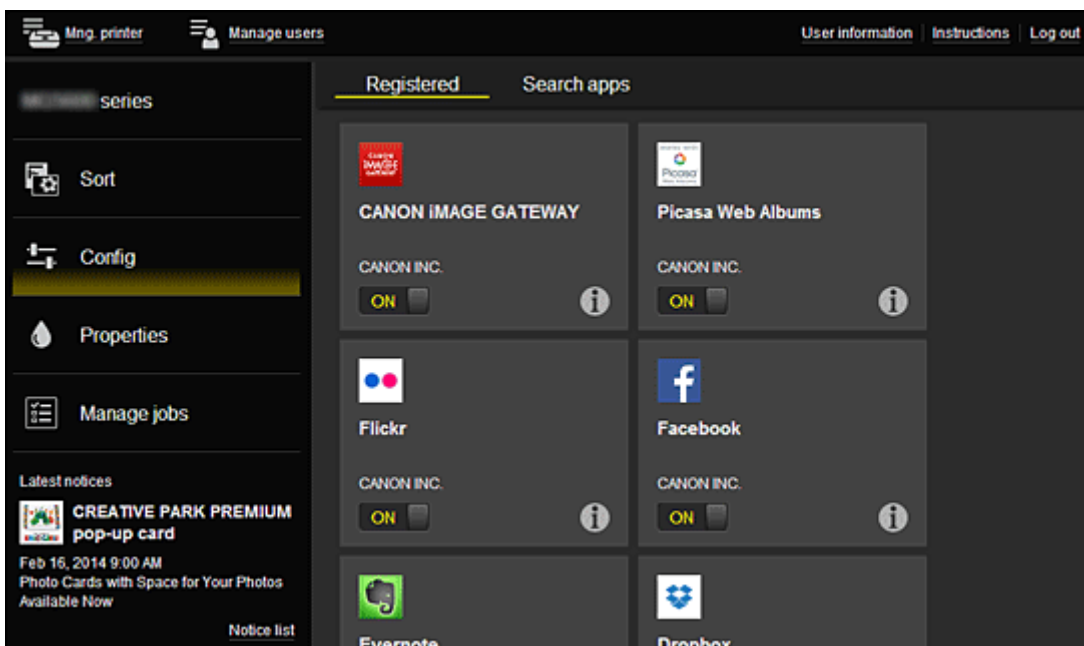 Mng. printer
Manage users
User information
Instructions
Log out
series
Sort
Config
Properties
Manage jobs
Latest notices
CREATIVE PARK PREMIUM
pop-up card
Feb 16, 2014 9:00 AM
Photo Cards with Space for Your Photos
Available Now
Notice list
Registered
Search apps
CANON iMAGE GATEWAY
CANON INC.
ON
Picasa
Picasa Web Albums
CANON INC.
ON
Flickr
CANON INC.
ON
Facebook
CANON INC.
ON
Evernote
Dropbox